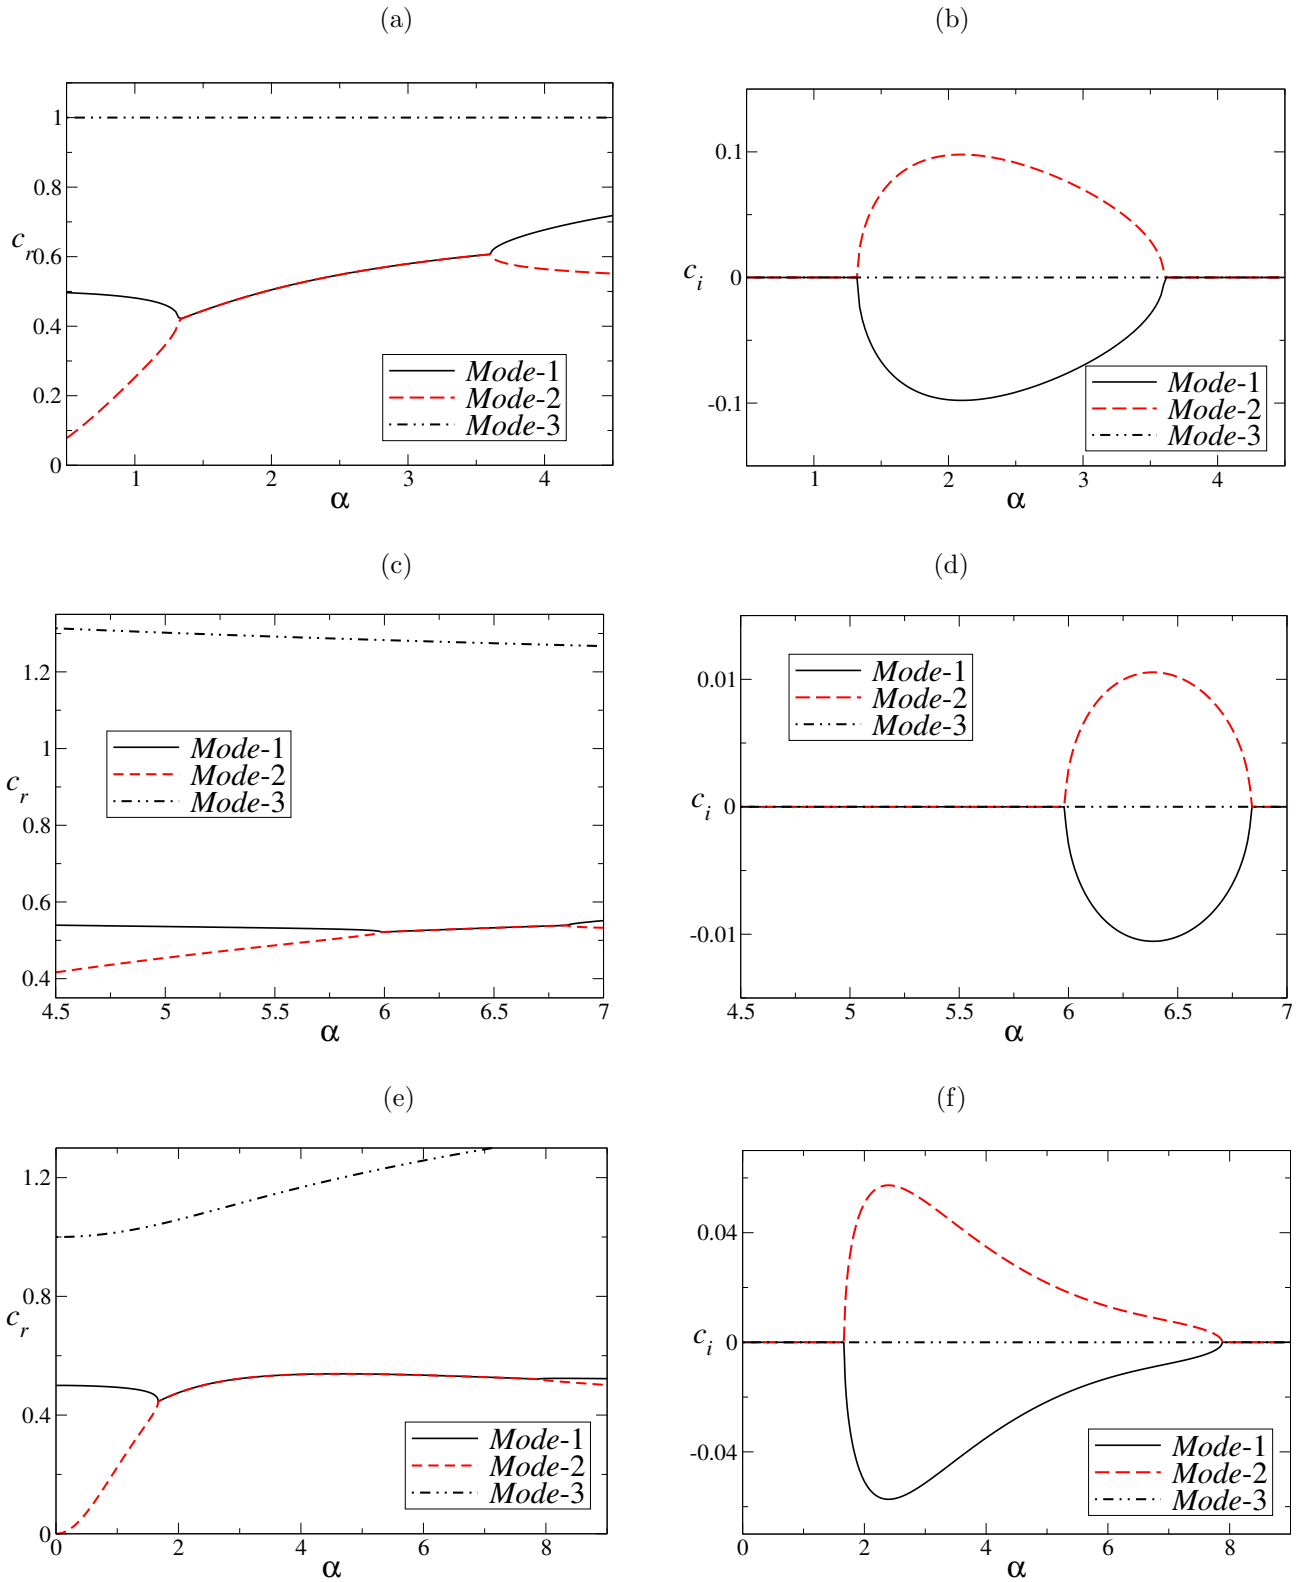 (a)
(b)
1
0.8
c_r
0.6
0.4
0.2
0
Mode-1
Mode-2
Mode-3
1
2
3
4
α
0.1
c_i
0
-0.1
Mode-1
Mode-2
Mode-3
1
2
3
4
α
(c)
(d)
1.2
1
c_r
0.8
0.6
0.4
Mode-1
Mode-2
Mode-3
4.5
5
5.5
6
6.5
7
α
0.01
c_i
0
-0.01
Mode-1
Mode-2
Mode-3
4.5
5
5.5
6
6.5
7
α
(e)
(f)
1.2
0.8
c_r
0.4
0
Mode-1
Mode-2
Mode-3
0
2
4
6
8
α
0.04
c_i
0
-0.04
Mode-1
Mode-2
Mode-3
0
2
4
6
8
α